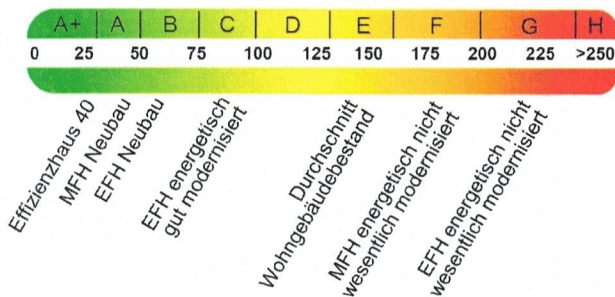 A+ A B C D E F G H
0 25 50 75 100 125 150 175 200 225 >250
Effizienzhaus 40
MFH Neubau
EFH Neubau
EFH energetisch
gut modernisiert
Durchschnitt
Wohngebäudebestand
MFH energetisch nicht
wesentlich modernisiert
EFH energetisch nicht
wesentlich modernisiert